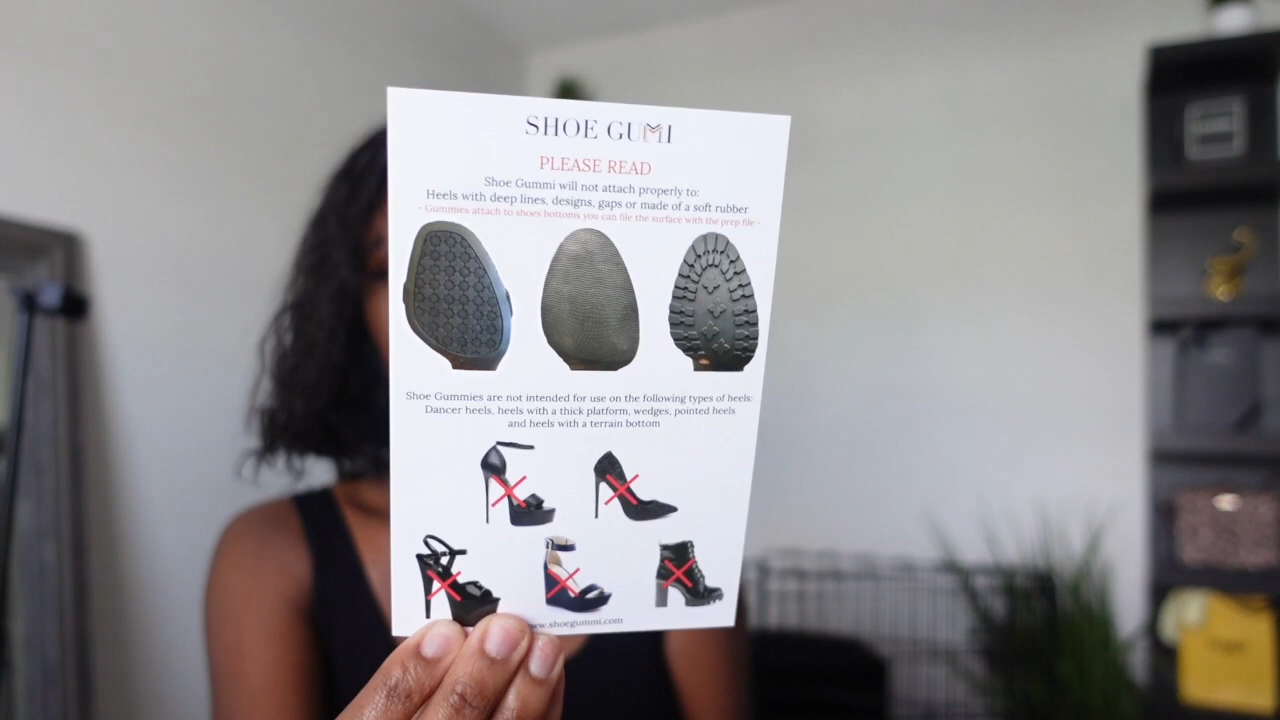 SHOE GUMMI
PLEASE READ
Shoe Gummi will not attach properly to:
Heels with deep lines, designs, gaps or made of a soft rubber
- Gummies attach to shoes bottoms you can file the surface with the prep file -
Shoe Gummies are not intended for use on the following types of heels:
Dancer heels, heels with a thick platform, wedges, pointed heels
and heels with a terrain bottom
www.shoegummi.com